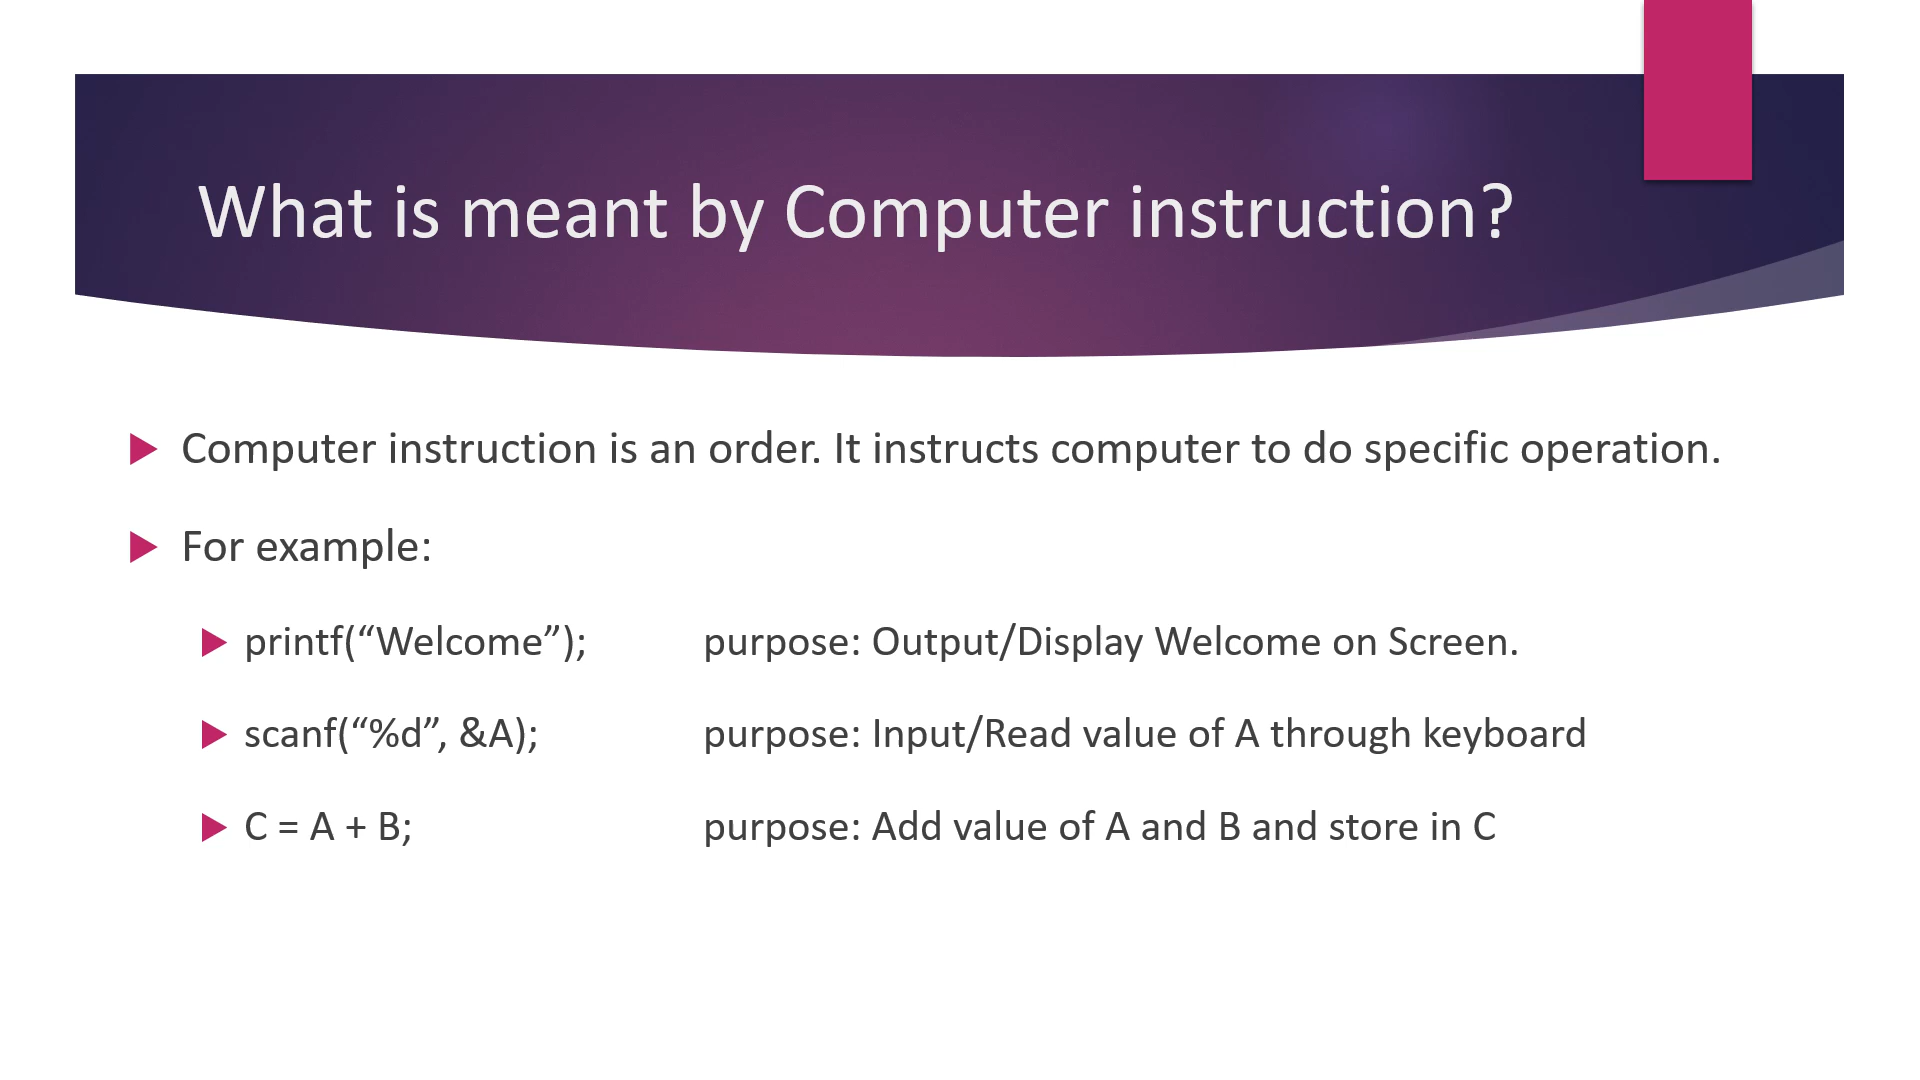 What is meant by Computer instruction?
Computer instruction is an order. It instructs computer to do specific operation.
For example:
printf(“Welcome”); purpose: Output/Display Welcome on Screen.
scanf(“%d”, &A); purpose: Input/Read value of A through keyboard
C = A + B; purpose: Add value of A and B and store in C